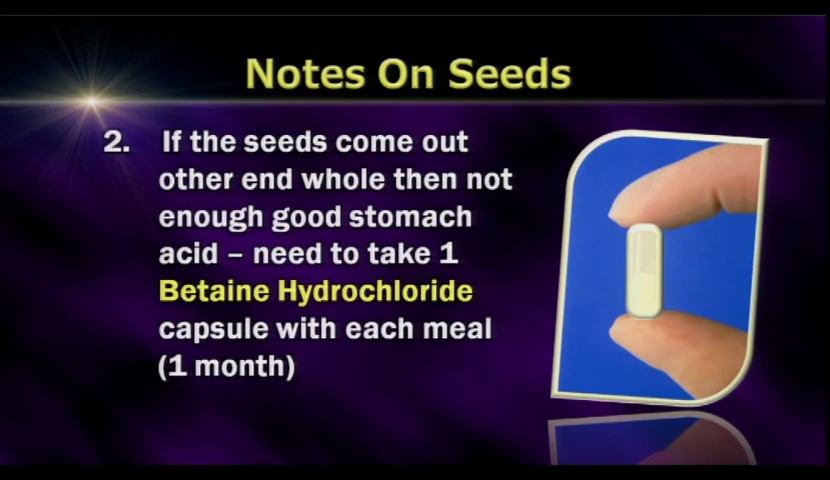 Notes On Seeds
2. If the seeds come out
other end whole then not
enough good stomach
acid – need to take 1
Betaine Hydrochloride
capsule with each meal
(1 month)